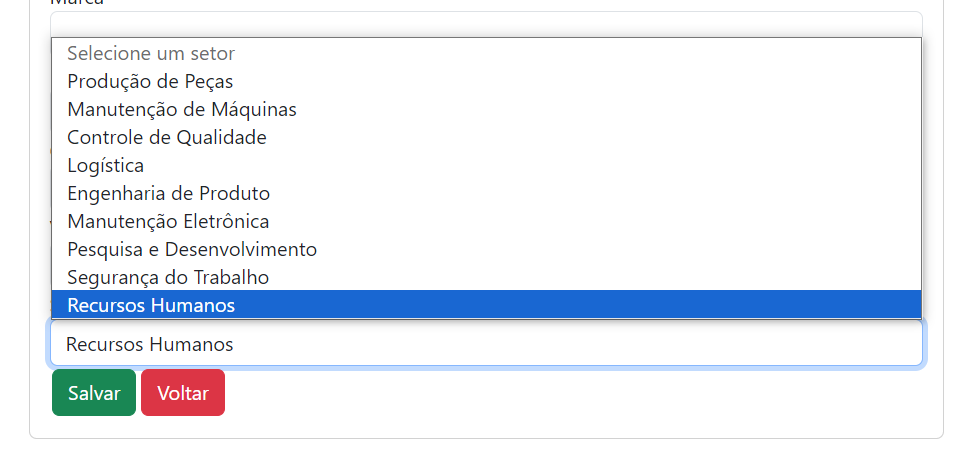 Marca
Selecione um setor
Produção de Peças
Manutenção de Máquinas
Controle de Qualidade
Logística
Engenharia de Produto
Manutenção Eletrônica
Pesquisa e Desenvolvimento
Segurança do Trabalho
Recursos Humanos
Recursos Humanos
Salvar Voltar